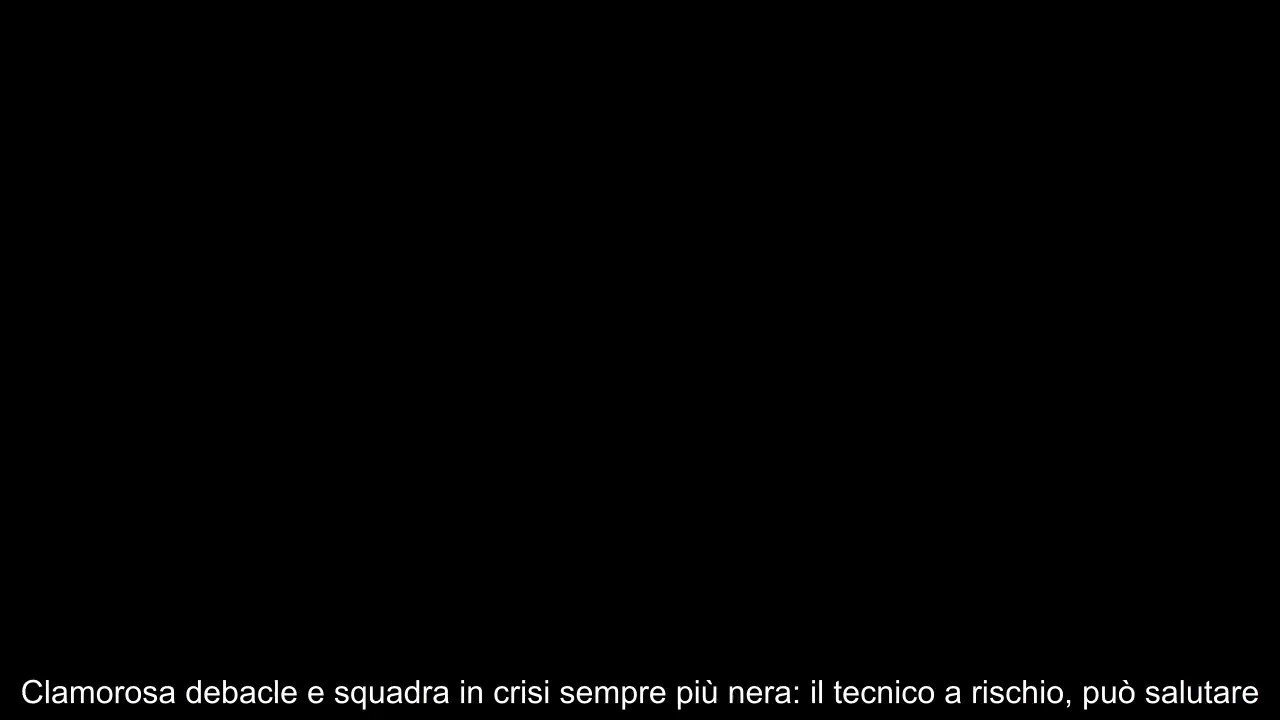 Clamorosa debacle e squadra in crisi sempre più nera: il tecnico a rischio, può salutare